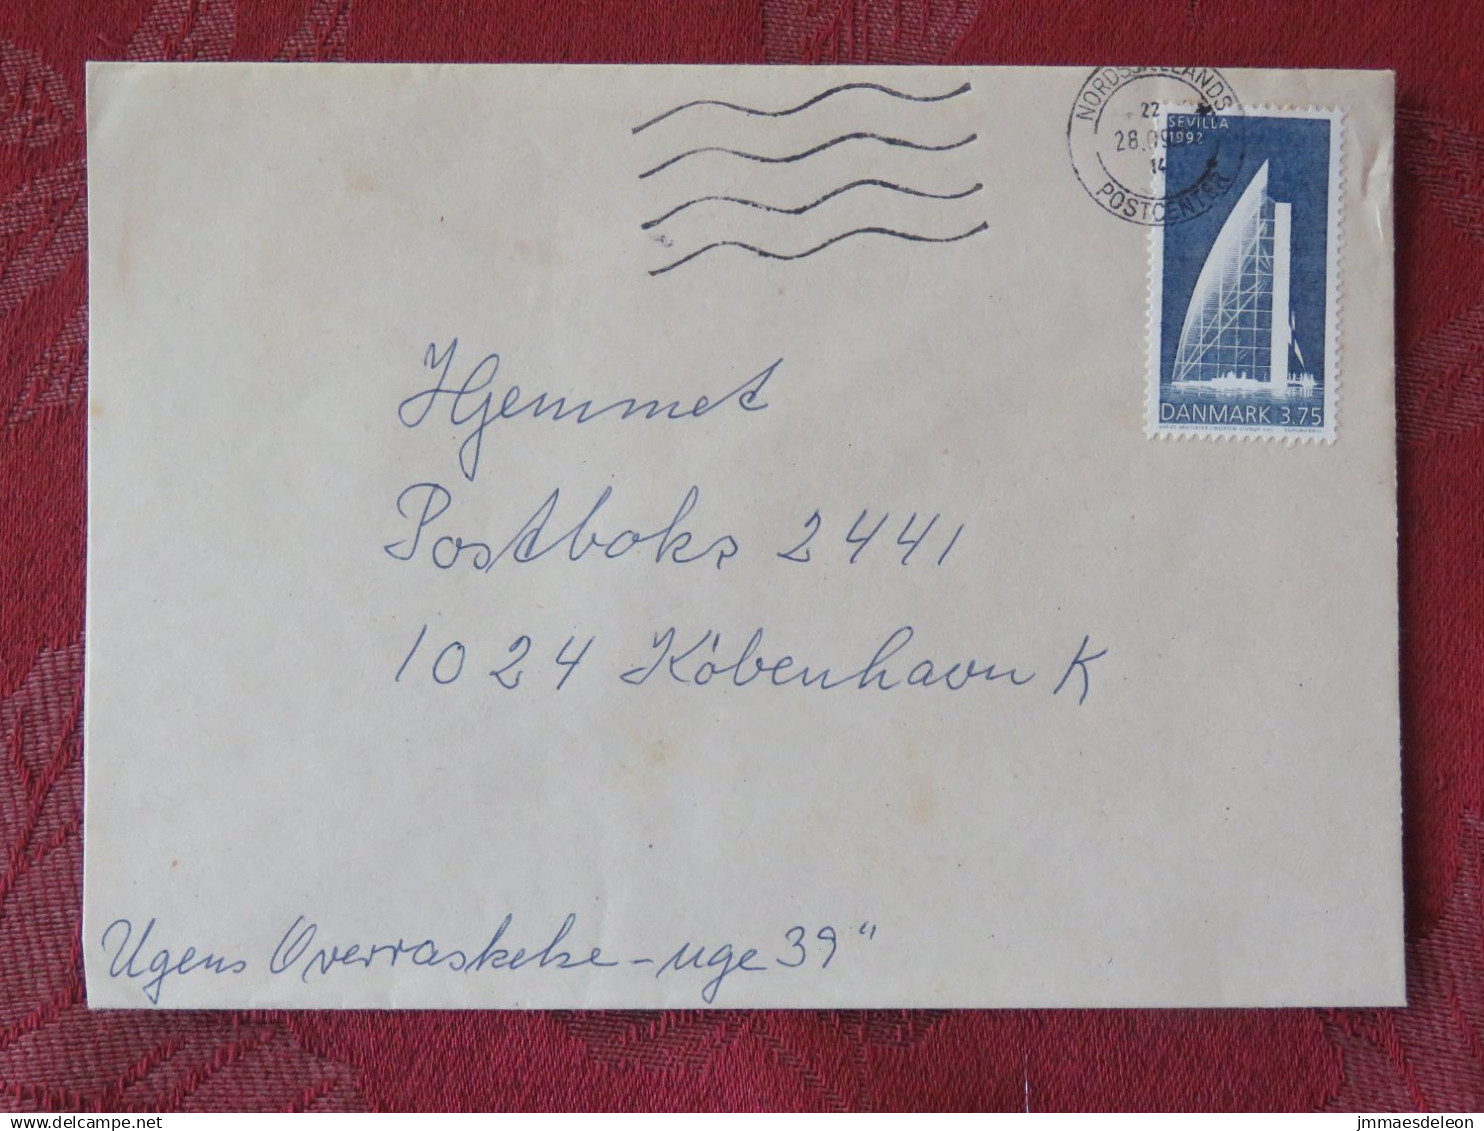 NORDSJÆLLANDS
22
28.09
14
POSTCENTER
SEVILLA
1992
DANMARK 3.75
Hjemmet
Postboks 2441
1024 København K
Ugens Overraskelse - uge 39"
jmmaesdeleon